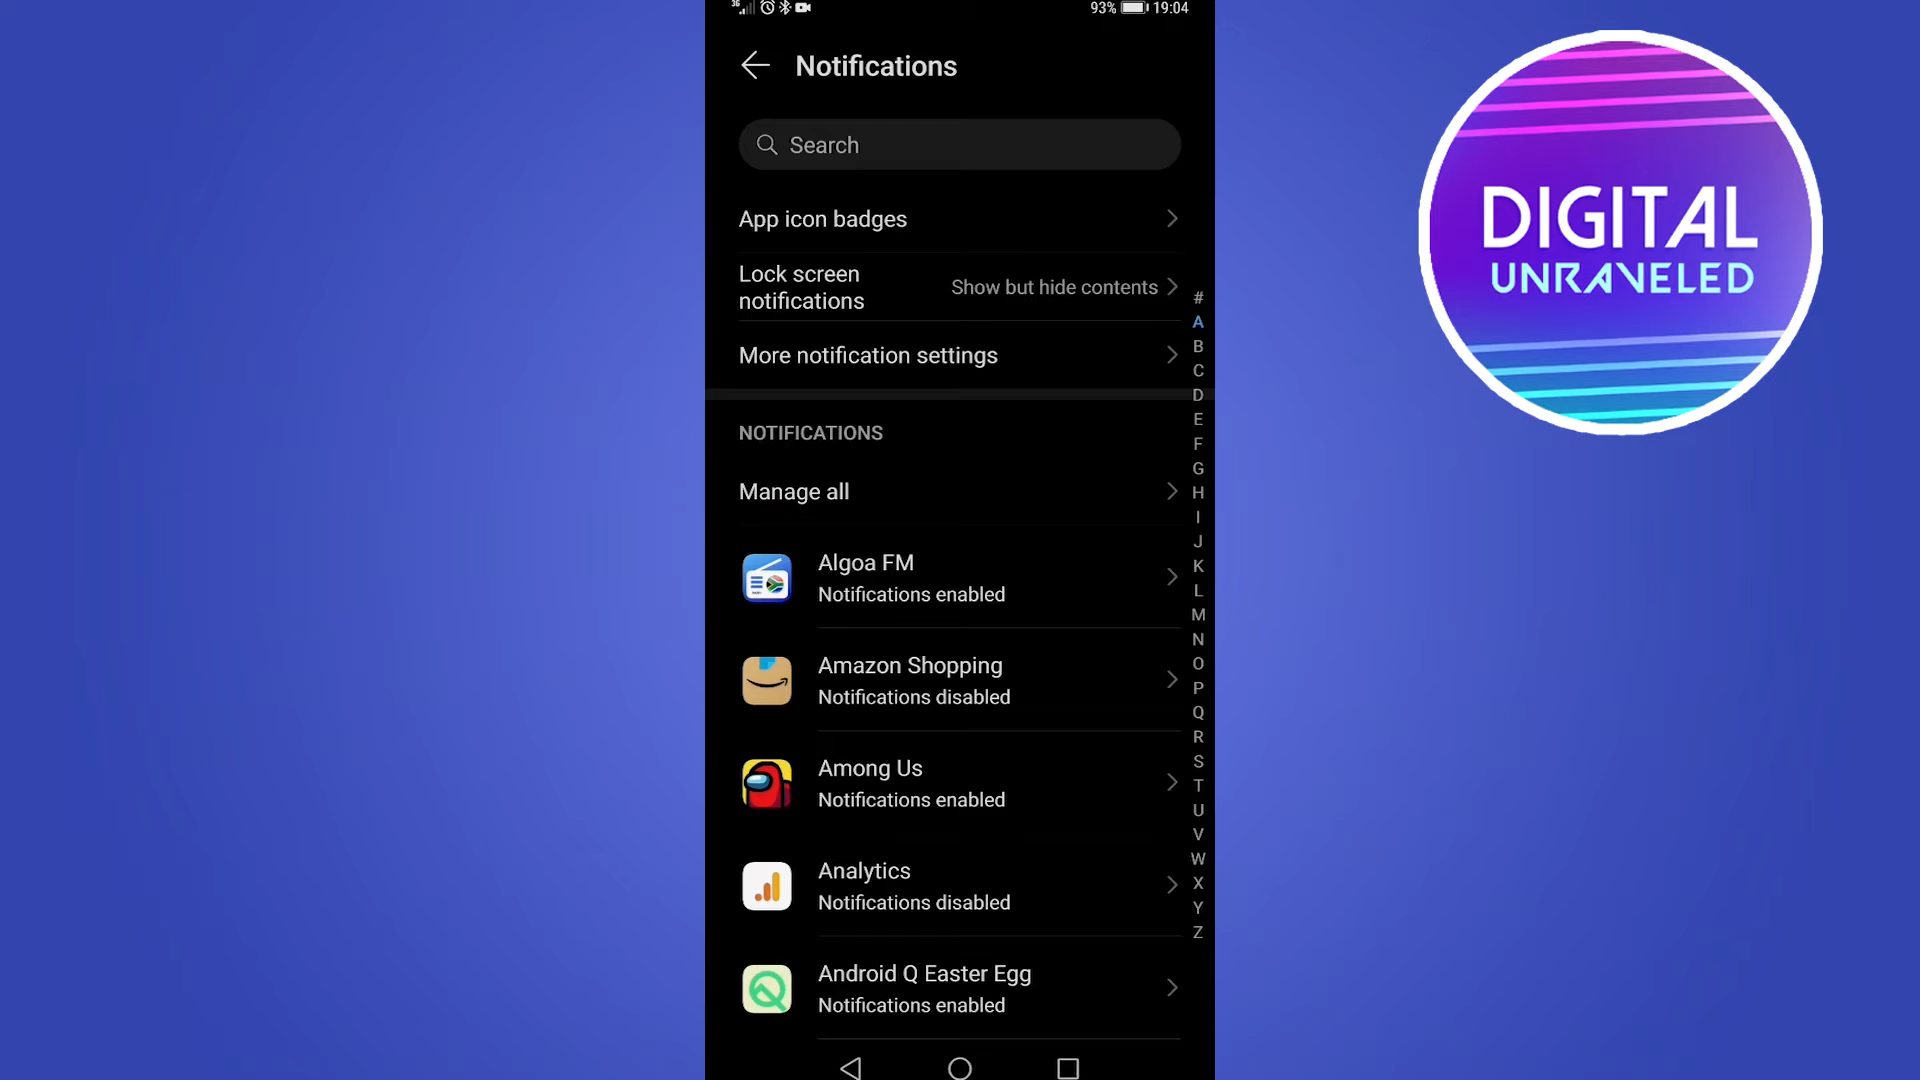 3G 93% 19:04
Notifications
Search
App icon badges
Lock screen
notifications
Show but hide contents
More notification settings
NOTIFICATIONS
Manage all
Algoa FM
Notifications enabled
Amazon Shopping
Notifications disabled
Among Us
Notifications enabled
Analytics
Notifications disabled
Android Q Easter Egg
Notifications enabled
#
A
B
C
D
E
F
G
H
I
J
K
L
M
N
O
P
Q
R
S
T
U
V
W
X
Y
Z
DIGITAL
UNRAVELED